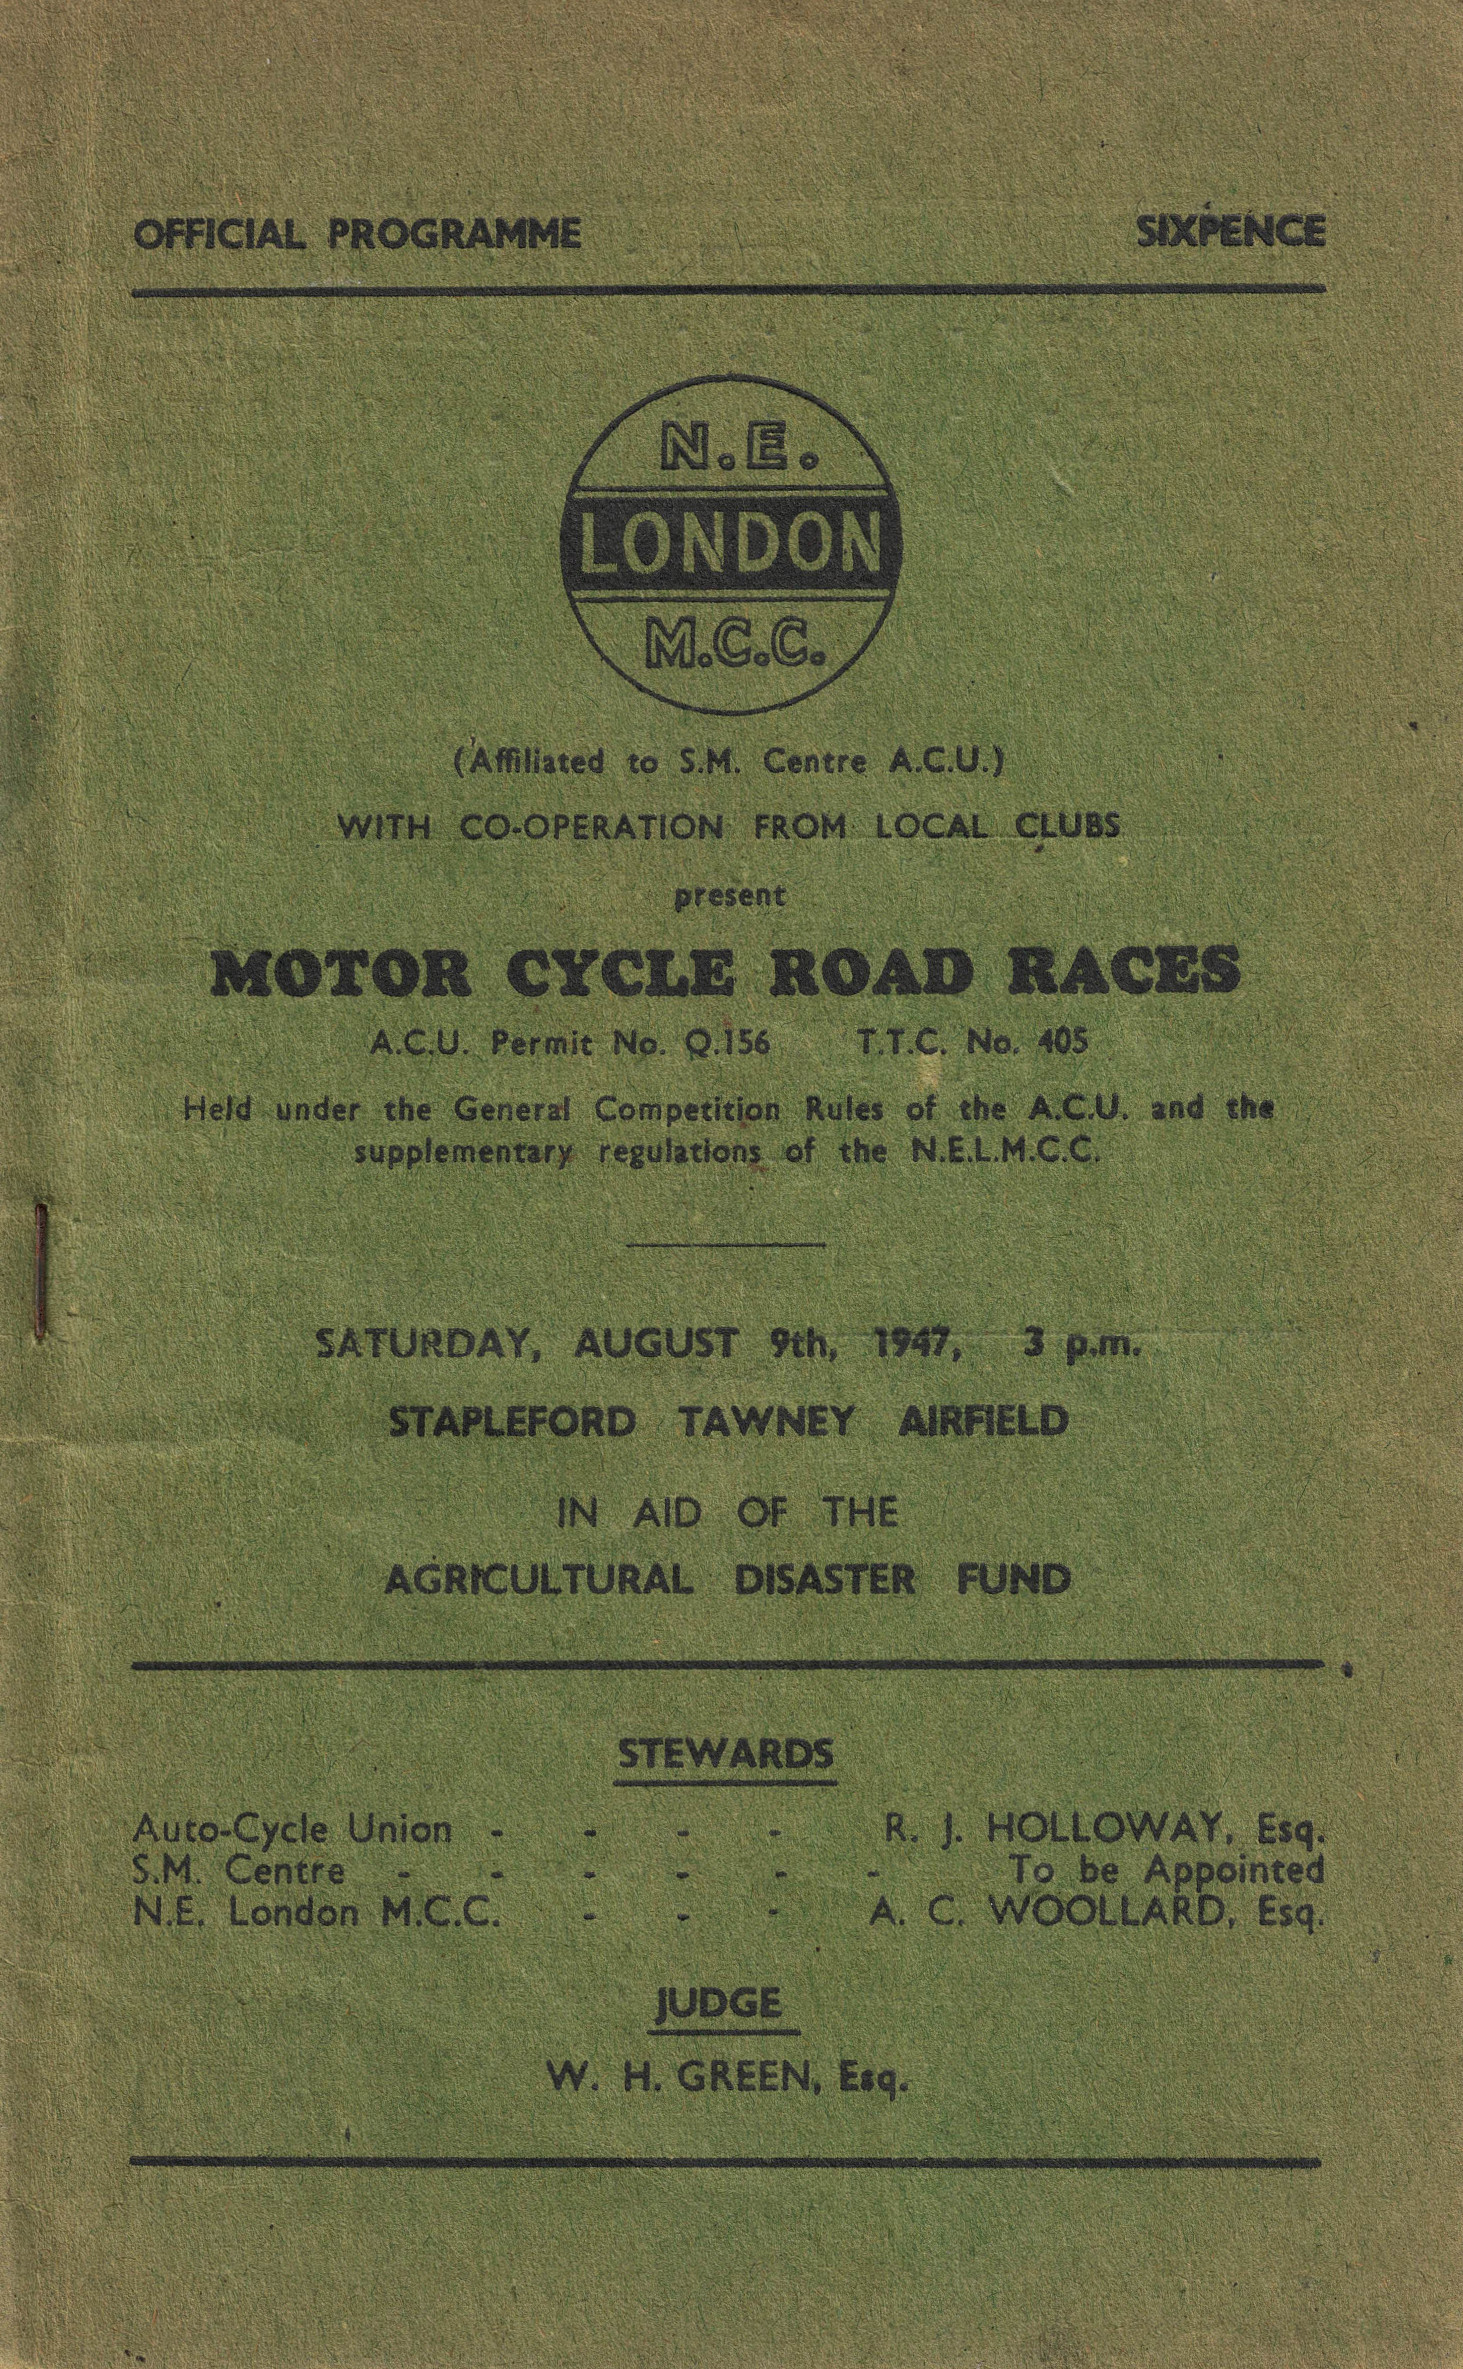 OFFICIAL PROGRAMME SIXPENCE
N.E.
LONDON
M.C.C.
(Affiliated to S.M. Centre A.C.U.)
WITH CO-OPERATION FROM LOCAL CLUBS
present
MOTOR CYCLE ROAD RACES
A.C.U. Permit No. Q.156 T.T.C. No. 405
Held under the General Competition Rules of the A.C.U. and the
supplementary regulations of the N.E.L.M.C.C.
SATURDAY, AUGUST 9th, 1947, 3 p.m.
STAPLEFORD TAWNEY AIRFIELD
IN AID OF THE
AGRICULTURAL DISASTER FUND
STEWARDS
Auto-Cycle Union - - - - R. J. HOLLOWAY, Esq.
S.M. Centre - - - - - - To be Appointed
N.E. London M.C.C. - - - A. C. WOOLLARD, Esq.
JUDGE
W. H. GREEN, Esq.